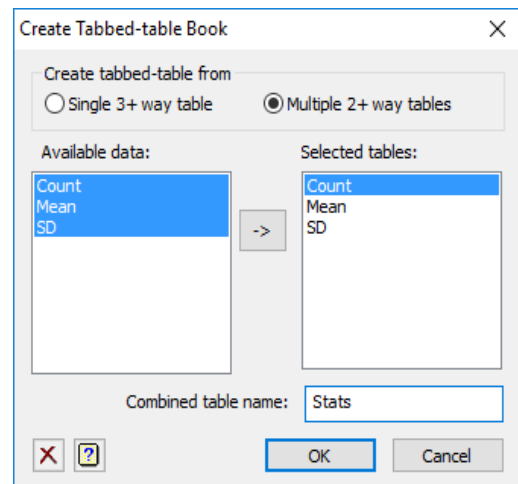 Create Tabbed-table Book
Create tabbed-table from
Single 3+ way table Multiple 2+ way tables
Available data: Selected tables:
Count Count
Mean Mean
SD SD
->
Combined table name: Stats
? OK Cancel